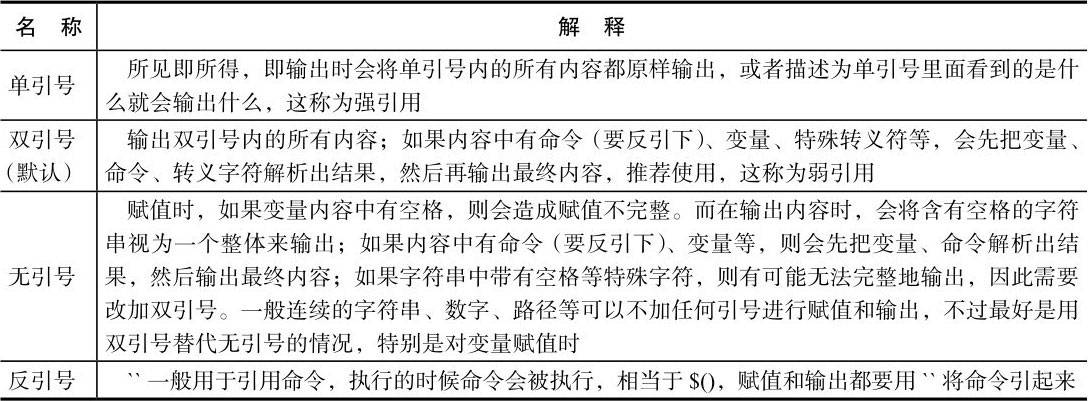 名 称 解 释
单引号 所见即所得，即输出时会将单引号内的所有内容都原样输出，或者描述为单引号里面看到的是什
么就会输出什么，这称为强引用
双引号 输出双引号内的所有内容；如果内容中有命令（要反引下）、变量、特殊转义符等，会先把变量、
（默认） 命令、转义字符解析出结果，然后再输出最终内容，推荐使用，这称为弱引用
无引号 赋值时，如果变量内容中有空格，则会造成赋值不完整。而在输出内容时，会将含有空格的字符
串视为一个整体来输出；如果内容中有命令（要反引下）、变量等，则会先把变量、命令解析出结
果，然后输出最终内容；如果字符串中带有空格等特殊字符，则有可能无法完整地输出，因此需要
改加双引号。一般连续的字符串、数字、路径等可以不加任何引号进行赋值和输出，不过最好是用
双引号替代无引号的情况，特别是对变量赋值时
反引号 `` 一般用于引用命令，执行的时候命令会被执行，相当于 $()，赋值和输出都要用 `` 将命令引起来